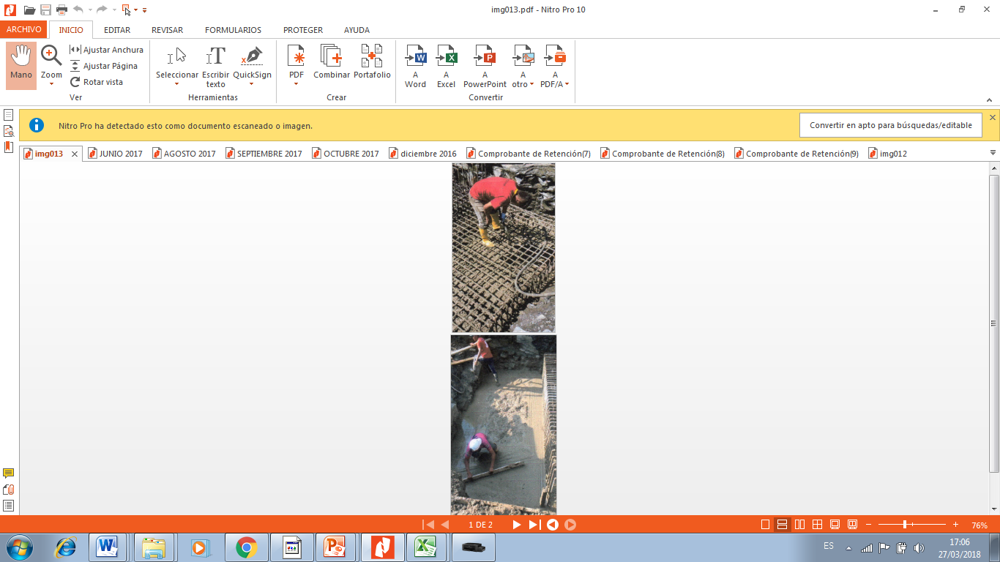 img013.pdf - Nitro Pro 10
ARCHIVO INICIO EDITAR REVISAR FORMULARIOS PROTEGER AYUDA
Mano
Zoom
Ajustar Anchura
Ajustar Página
Rotar vista
Ver
Seleccionar
Escribir
texto
QuickSign
Herramientas
PDF
Combinar
Portafolio
Crear
A
Word
A
Excel
A
PowerPoint
A
otro
A
PDF/A
Convertir
Nitro Pro ha detectado esto como documento escaneado o imagen.
Convertir en apto para búsquedas/editable
img013 JUNIO 2017 AGOSTO 2017 SEPTIEMBRE 2017 OCTUBRE 2017 diciembre 2016 Comprobante de Retención(7) Comprobante de Retención(8) Comprobante de Retención(9) img012
1 DE 2
76%
ES
17:06
27/03/2018